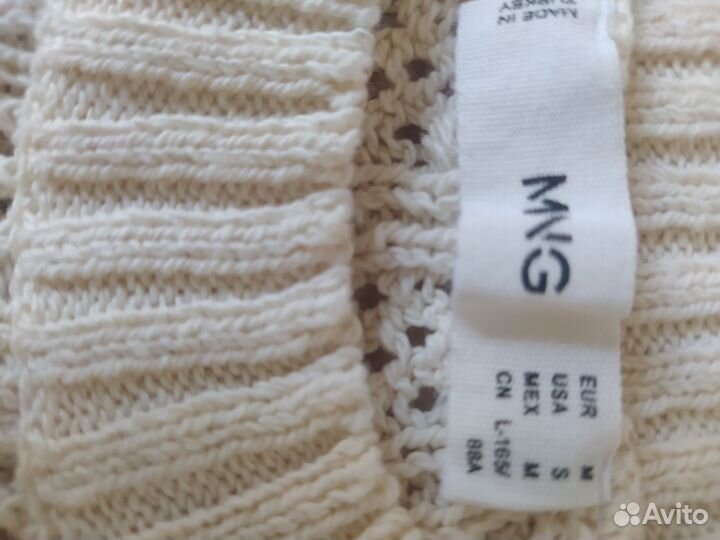 MADE IN
MNG
EUR M
USA S
MEX M
CN L-165/
88A
Avito